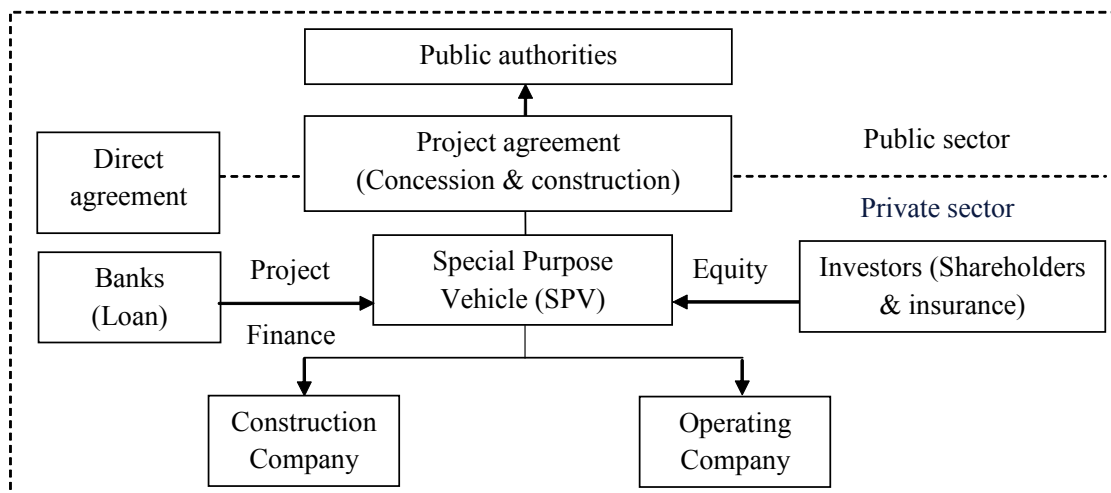 Public authorities
Project agreement
(Concession & construction)
Direct
agreement
Public sector
Private sector
Banks
(Loan)
Project
Finance
Special Purpose
Vehicle (SPV)
Equity
Investors (Shareholders
& insurance)
Construction
Company
Operating
Company